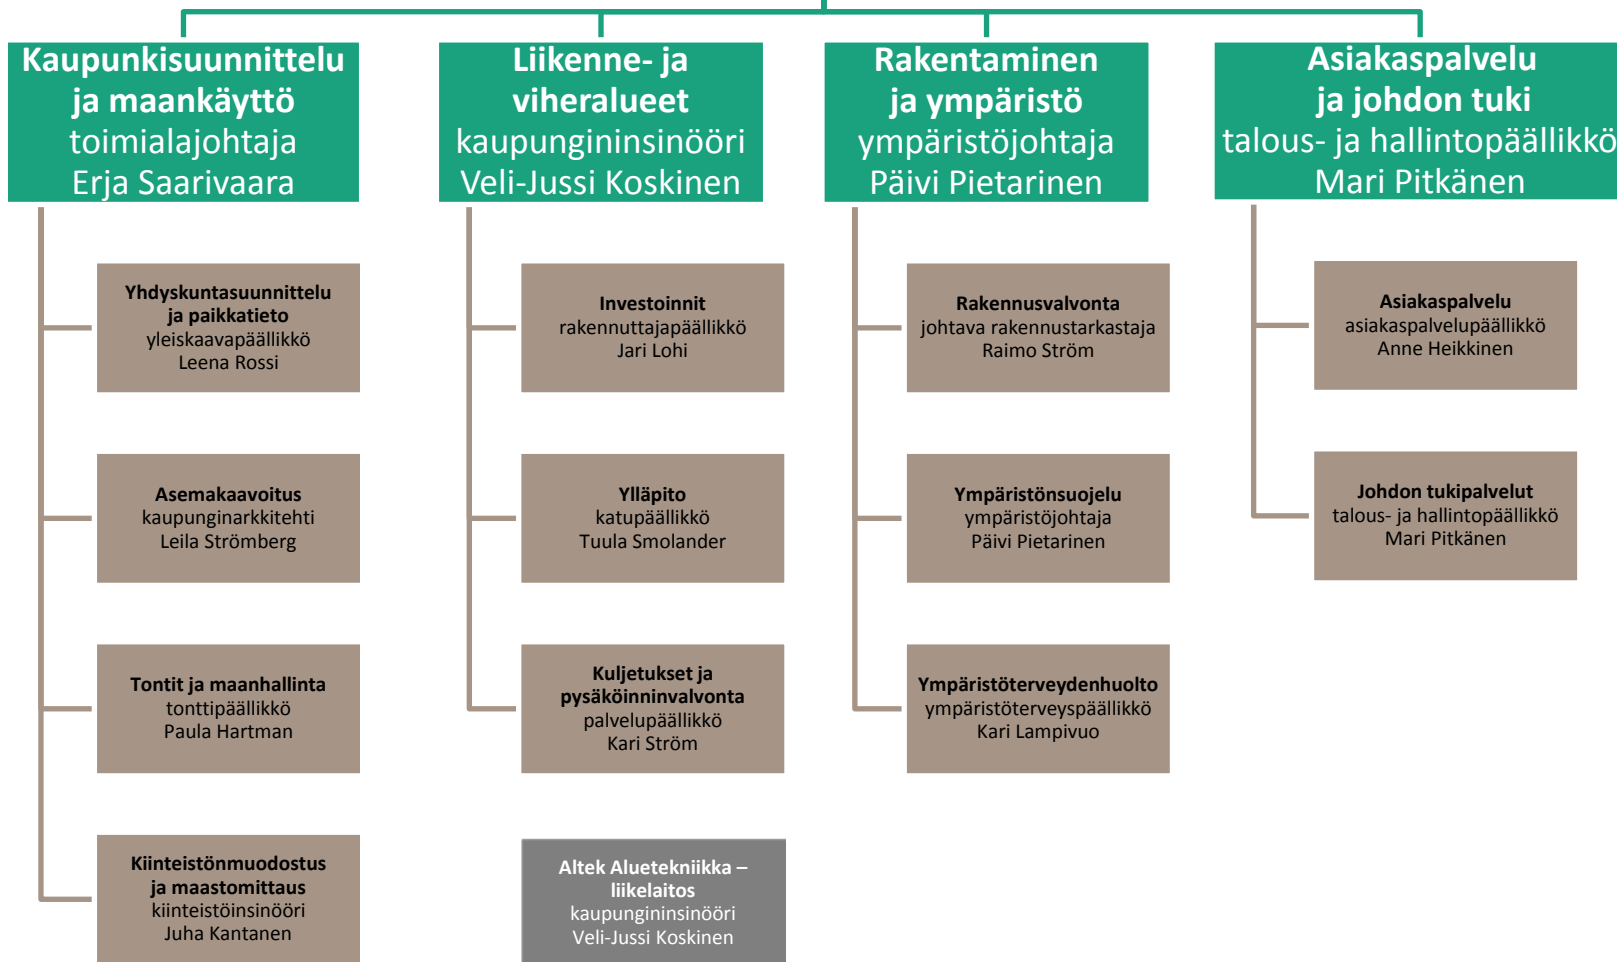 Kaupunkisuunnittelu
ja maankäyttö
toimialajohtaja
Erja Saarivaara
Liikenne- ja
viheralueet
kaupungininsinööri
Veli-Jussi Koskinen
Rakentaminen
ja ympäristö
ympäristöjohtaja
Päivi Pietarinen
Asiakaspalvelu
ja johdon tuki
talous- ja hallintopäällikkö
Mari Pitkänen
Yhdyskuntasuunnittelu
ja paikkatieto
yleiskaavapäällikkö
Leena Rossi
Asemakaavoitus
kaupunginarkkitehti
Leila Strömberg
Tontit ja maanhallinta
tonttipäällikkö
Paula Hartman
Kiinteistönmuodostus
ja maastomittaus
kiinteistöinsinööri
Juha Kantanen
Investoinnit
rakennuttajapäällikkö
Jari Lohi
Ylläpito
katupäällikkö
Tuula Smolander
Kuljetukset ja
pysäköinninvalvonta
palvelupäällikkö
Kari Ström
Altek Aluetekniikka –
liikelaitos
kaupungininsinööri
Veli-Jussi Koskinen
Rakennusvalvonta
johtava rakennustarkastaja
Raimo Ström
Ympäristönsuojelu
ympäristöjohtaja
Päivi Pietarinen
Ympäristöterveydenhuolto
ympäristöterveyspäällikkö
Kari Lampivuo
Asiakaspalvelu
asiakaspalvelupäällikkö
Anne Heikkinen
Johdon tukipalvelut
talous- ja hallintopäällikkö
Mari Pitkänen